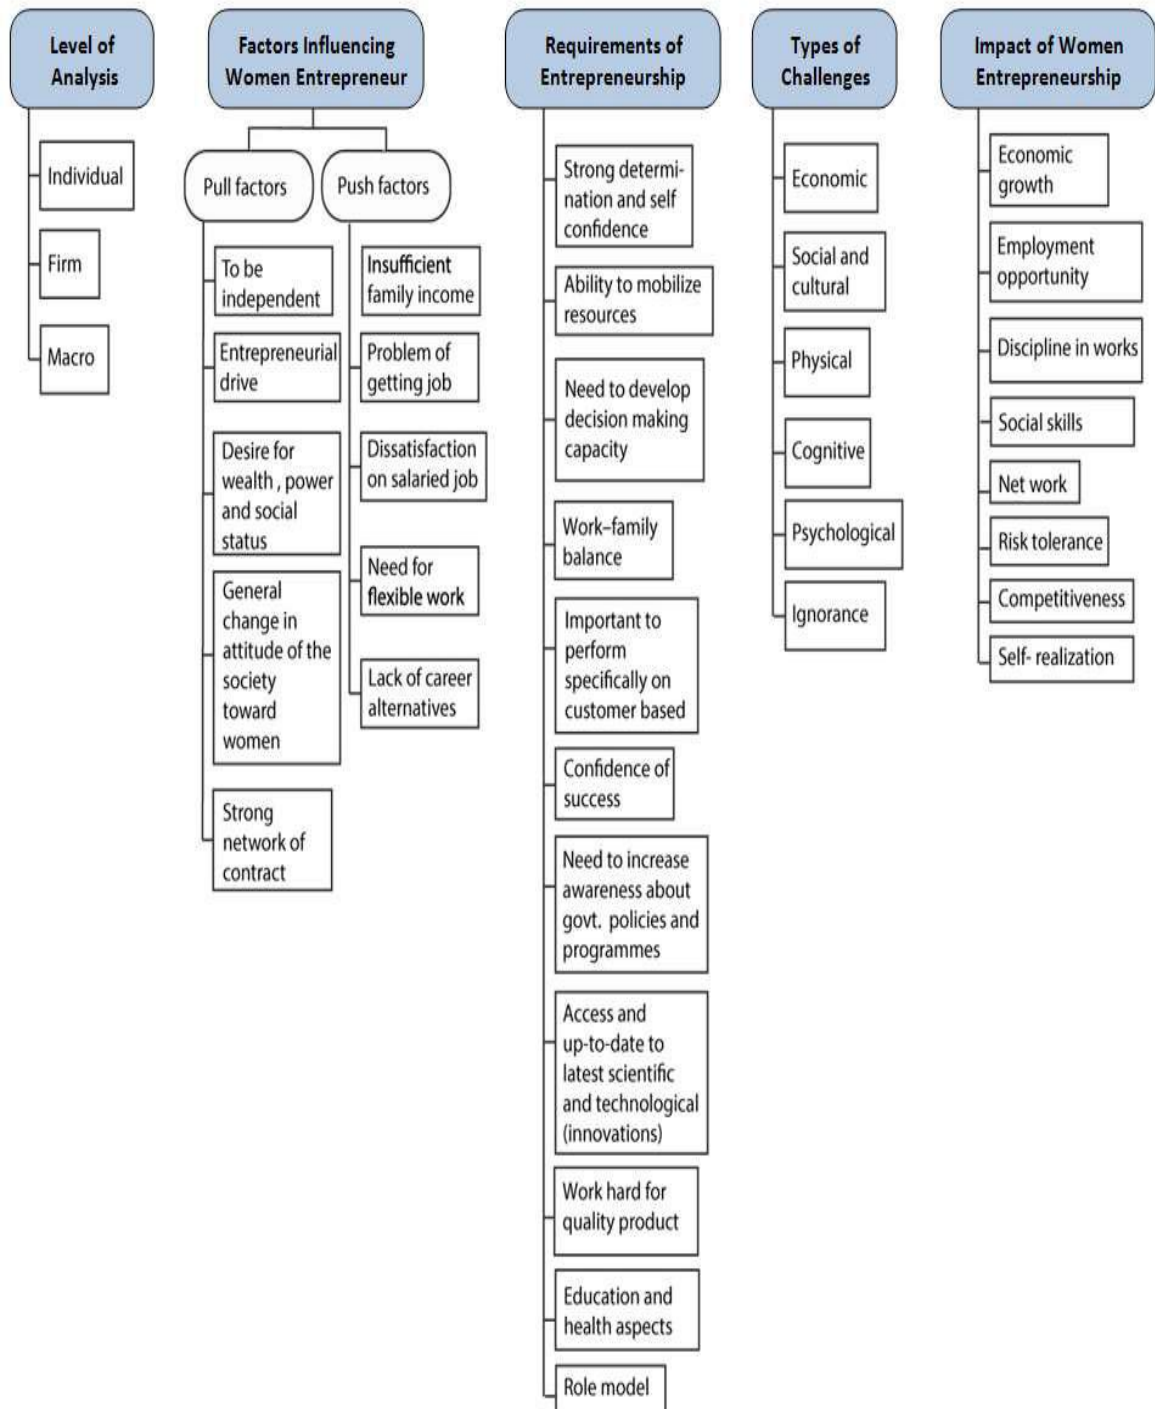 Level of
Analysis
Individual
Firm
Macro
Factors Influencing
Women Entrepreneur
Pull factors
To be
independent
Entrepreneurial
drive
Desire for
wealth , power
and social
status
General
change in
attitude of the
society
toward
women
Strong
network of
contract
Push factors
Insufficient
family income
Problem of
getting job
Dissatisfaction
on salaried job
Need for
flexible work
Lack of career
alternatives
Requirements of
Entrepreneurship
Strong determi-
nation and self
confidence
Ability to mobilize
resources
Need to develop
decision making
capacity
Work–family
balance
Important to
perform
specifically on
customer based
Confidence of
success
Need to increase
awareness about
govt. policies and
programmes
Access and
up-to-date to
latest scientific
and technological
(innovations)
Work hard for
quality product
Education and
health aspects
Role model
Types of
Challenges
Economic
Social and
cultural
Physical
Cognitive
Psychological
Ignorance
Impact of Women
Entrepreneurship
Economic
growth
Employment
opportunity
Discipline in works
Social skills
Net work
Risk tolerance
Competitiveness
Self- realization